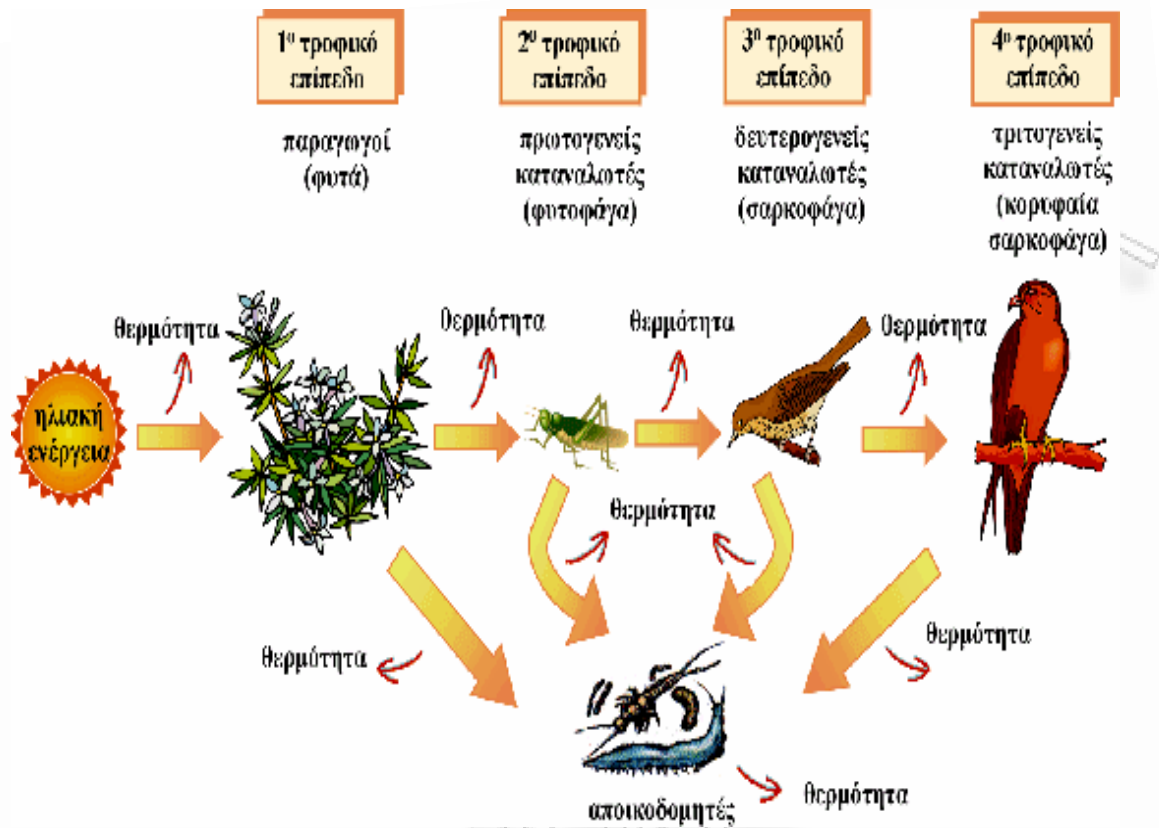 1ο τροφικό
επίπεδο
2ο τροφικό
επίπεδο
3ο τροφικό
επίπεδο
4ο τροφικό
επίπεδο
παραγωγοί
(φυτά)
πρωτογενείς
καταναλωτές
(φυτοφάγα)
δευτερογενείς
καταναλωτές
(σαρκοφάγα)
τριτογενείς
καταναλωτές
(κορυφαία
σαρκοφάγα)
θερμότητα
θερμότητα
θερμότητα
θερμότητα
ηλιακή
ενέργεια
θερμότητα
θερμότητα
θερμότητα
αποικοδομητές
θερμότητα